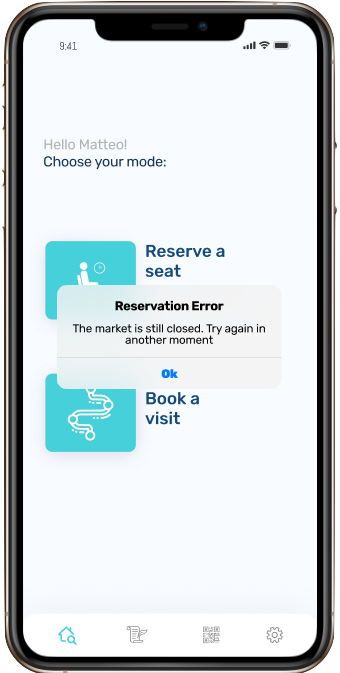 9:41
Hello Matteo!
Choose your mode:
Reserve a
seat
Reservation Error
The market is still closed. Try again in
another moment
Ok
Book a
visit